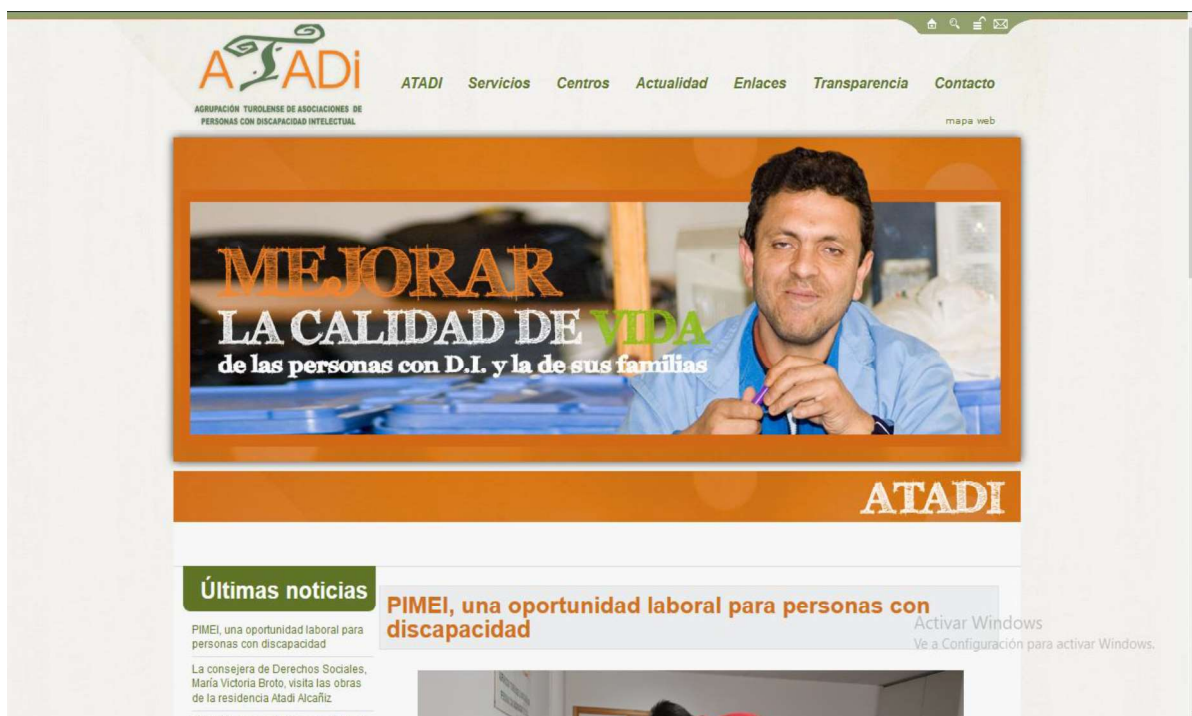 ATADi
AGRUPACIÓN TUROLENSE DE ASOCIACIONES DE
PERSONAS CON DISCAPACIDAD INTELECTUAL
ATADI Servicios Centros Actualidad Enlaces Transparencia Contacto
mapa web
MEJORAR
LA CALIDAD DE VIDA
de las personas con D.I. y la de sus familias
ATADI
Últimas noticias
PIMEI, una oportunidad laboral para
personas con discapacidad
La consejera de Derechos Sociales,
María Victoria Broto, visita las obras
de la residencia Atadi Alcañiz
PIMEI, una oportunidad laboral para personas con
discapacidad
Activar Windows
Ve a Configuración para activar Windows.